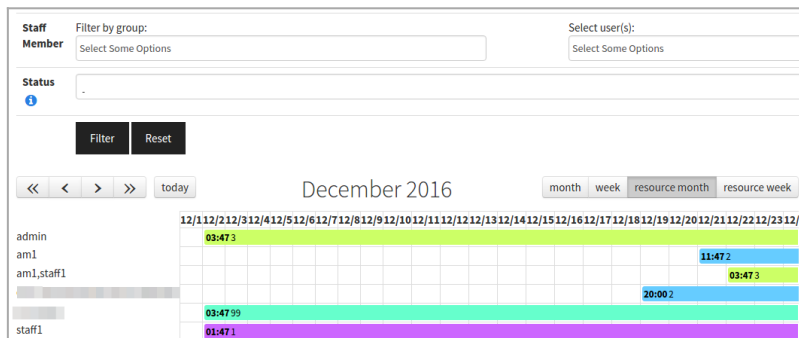 Staff Member
Filter by group:
Select user(s):
Select Some Options
Select Some Options
Status
-
Filter
Reset
today
December 2016
month
week
resource month
resource week
12/1 12/2 12/3 12/4 12/5 12/6 12/7 12/8 12/9 12/10 12/11 12/12 12/13 12/14 12/15 12/16 12/17 12/18 12/19 12/20 12/21 12/22 12/23 12/
admin
03:47 3
am1
11:47 2
am1,staff1
03:47 3
20:00 2
03:47 99
staff1
01:47 1